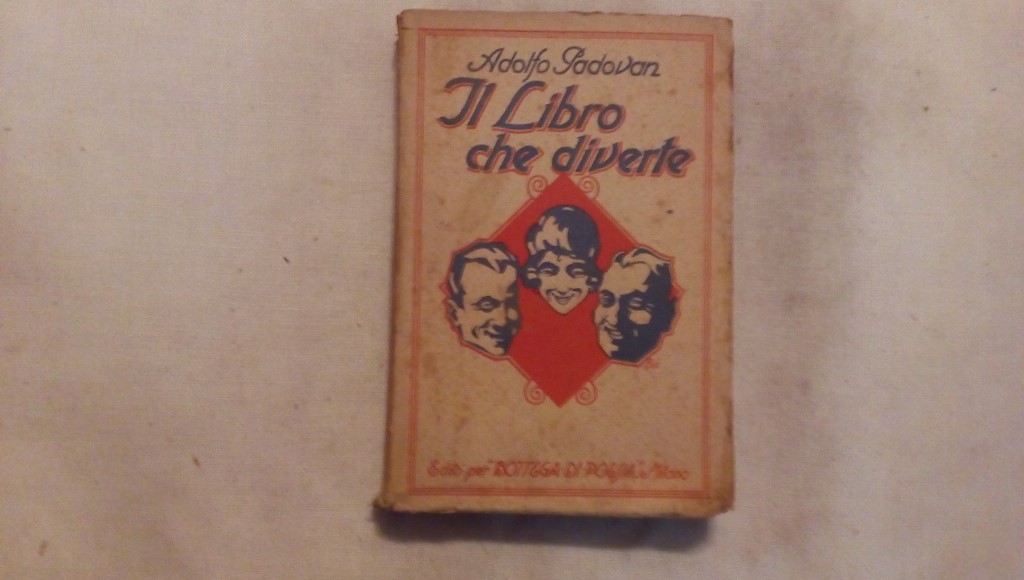 Adolfo Padovan
Il Libro
che diverte
Edito per "BOTTEGA DI POESIA" Milano